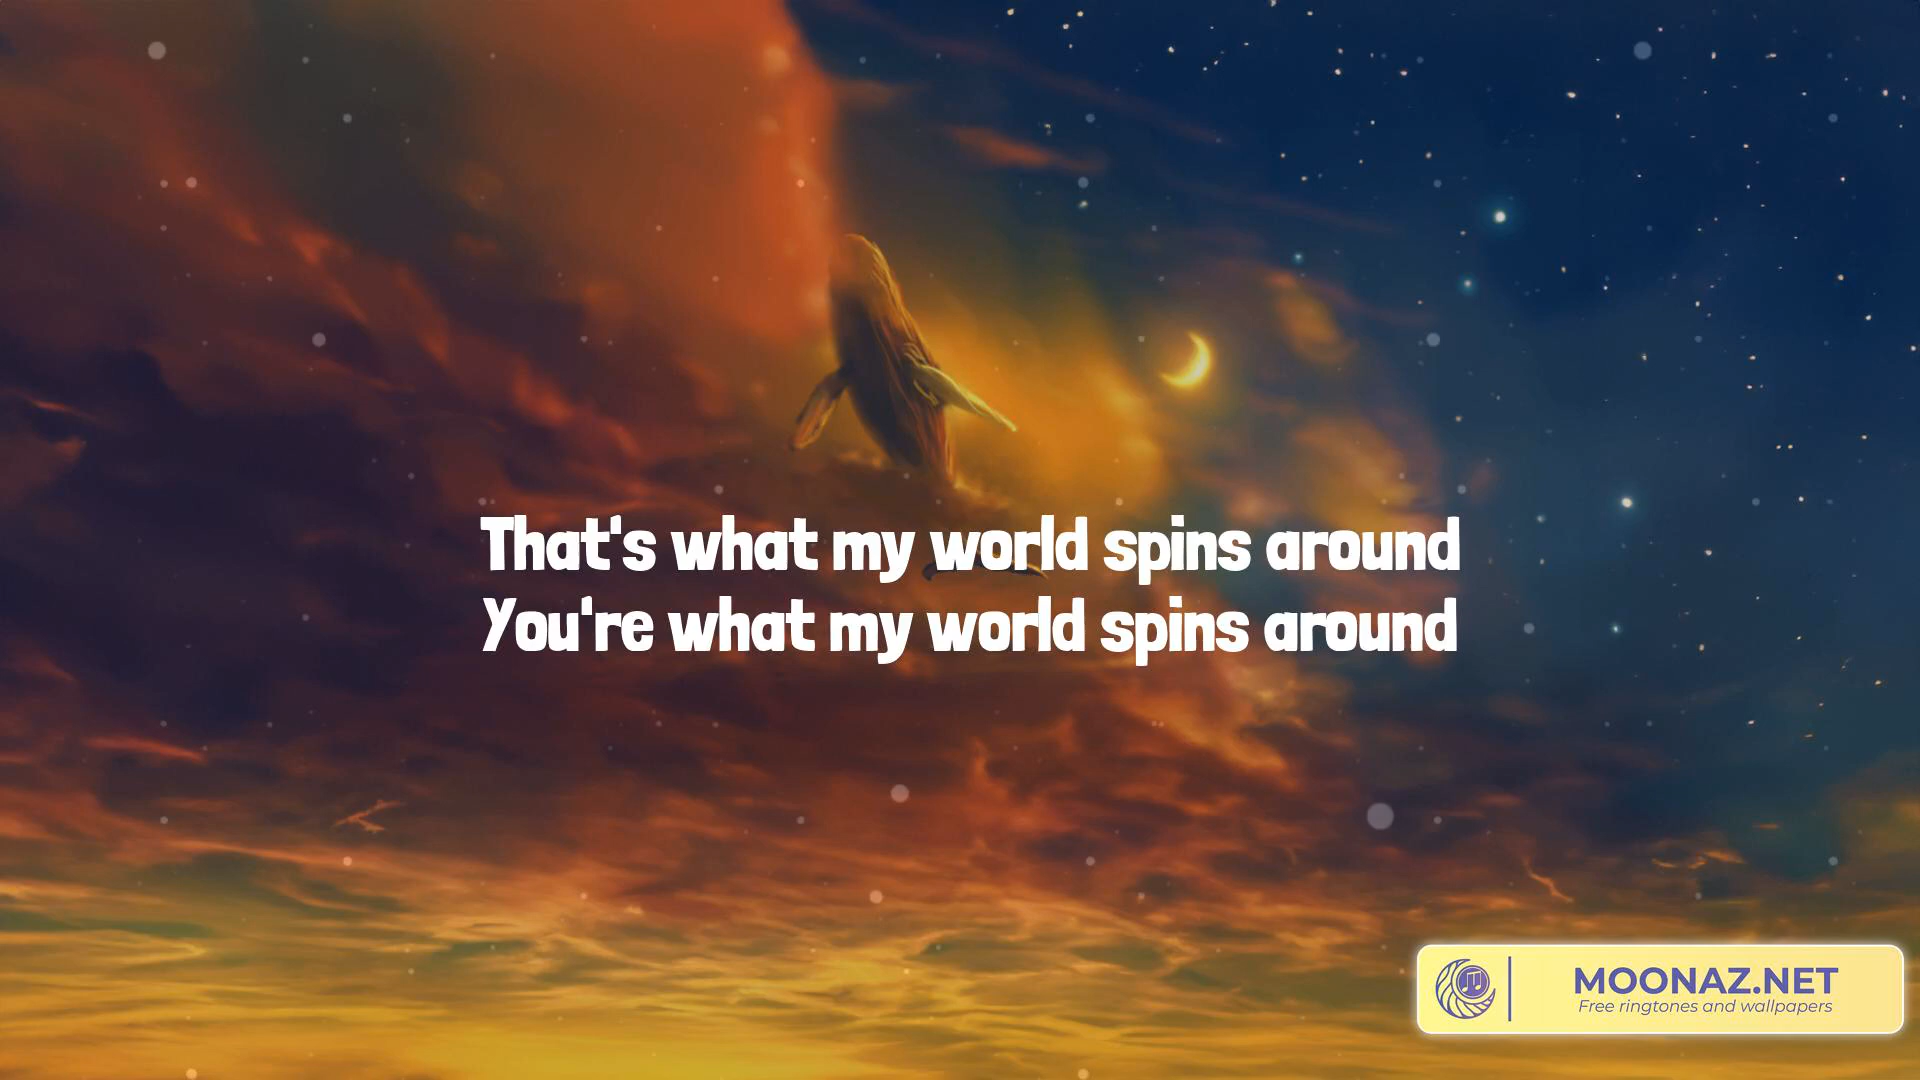 That's what my world spins around
You're what my world spins around
MOONAZ.NET
Free ringtones and wallpapers